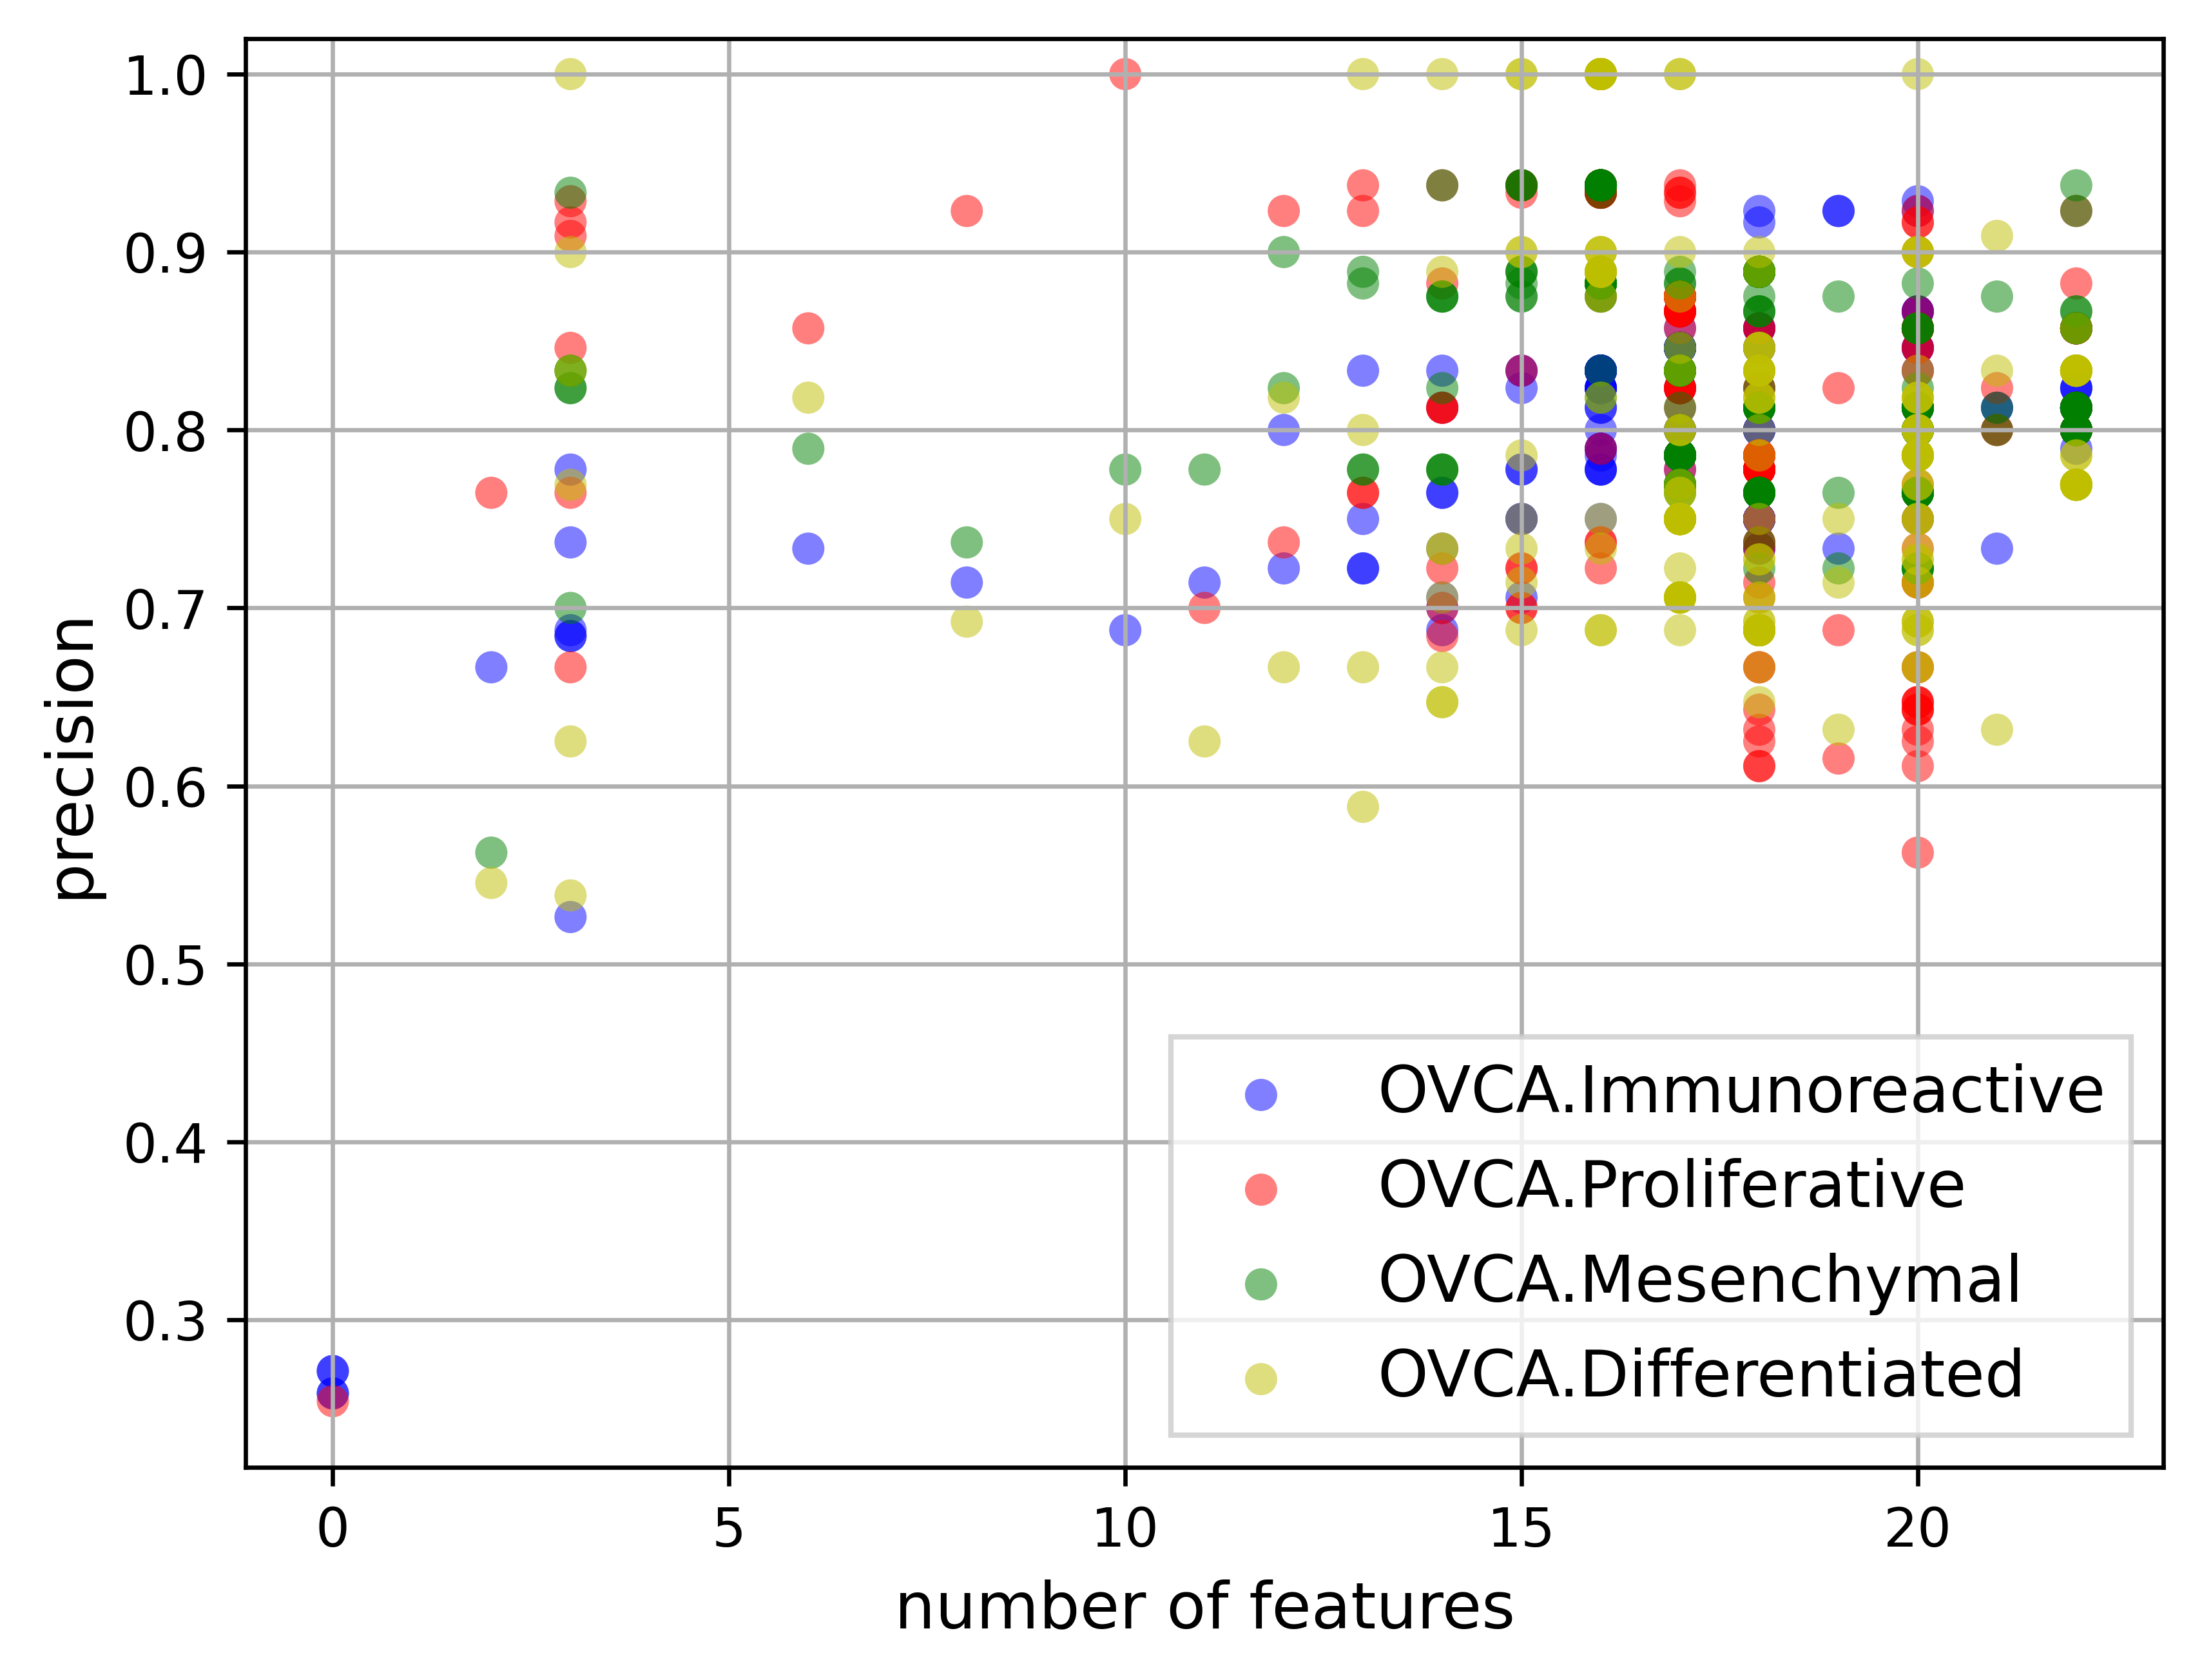 1.0
0.9
0.8
0.7
0.6
0.5
0.4
0.3
precision
OVCA.Immunoreactive
OVCA.Proliferative
OVCA.Mesenchymal
OVCA.Differentiated
0 5 10 15 20
number of features